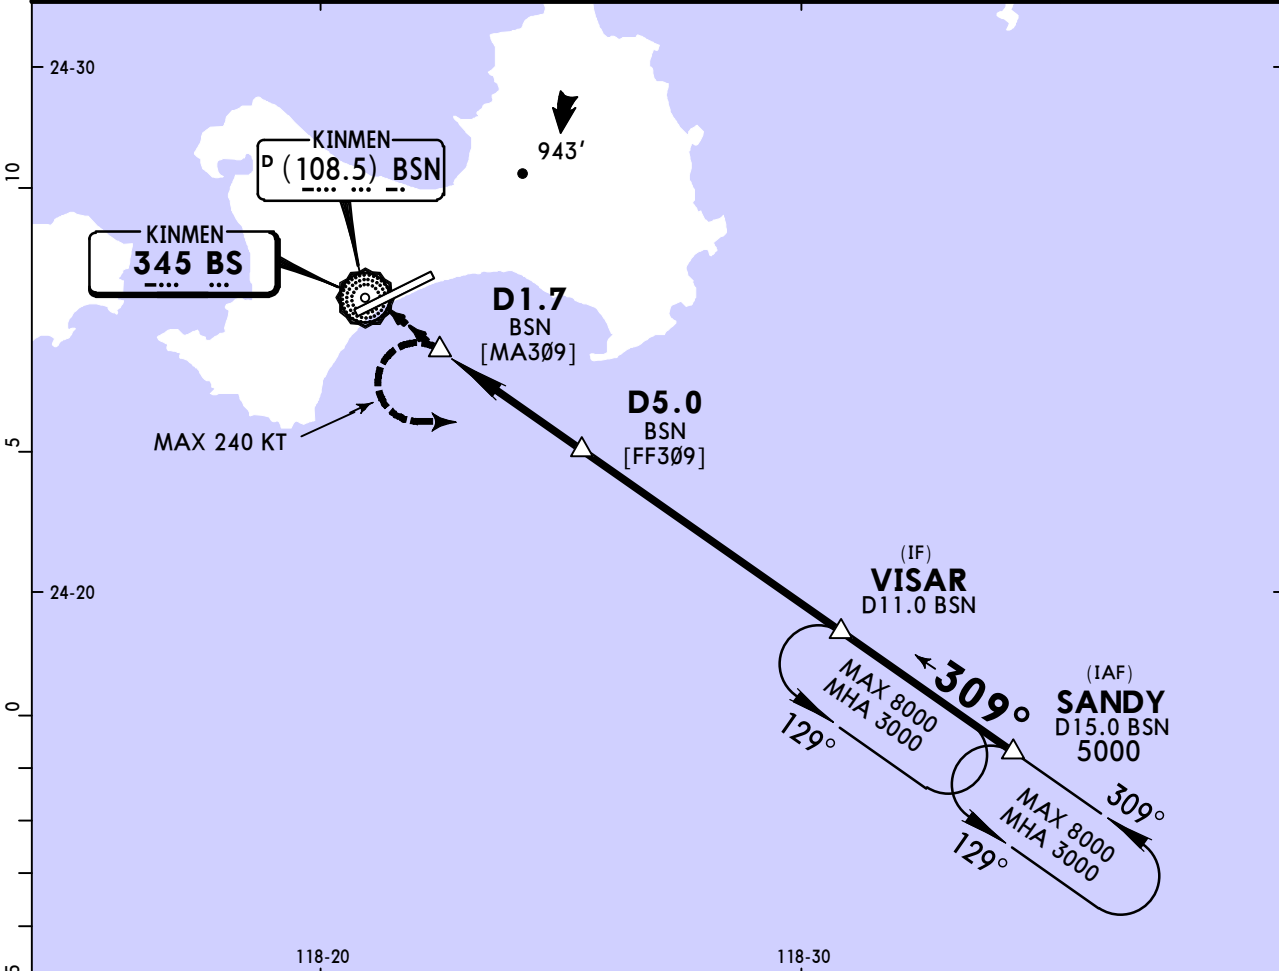 24-30
10
KINMEN
D (108.5) BSN
943'
KINMEN
345 BS
D1.7
BSN
[MA3Ø9]
MAX 240 KT
D5.0
BSN
[FF3Ø9]
5
24-20
(IF)
VISAR
D11.0 BSN
309°
(IAF)
SANDY
D15.0 BSN
5000
MAX 8000
MHA 3000
129°
0
309°
MAX 8000
MHA 3000
129°
118-20
118-30
5